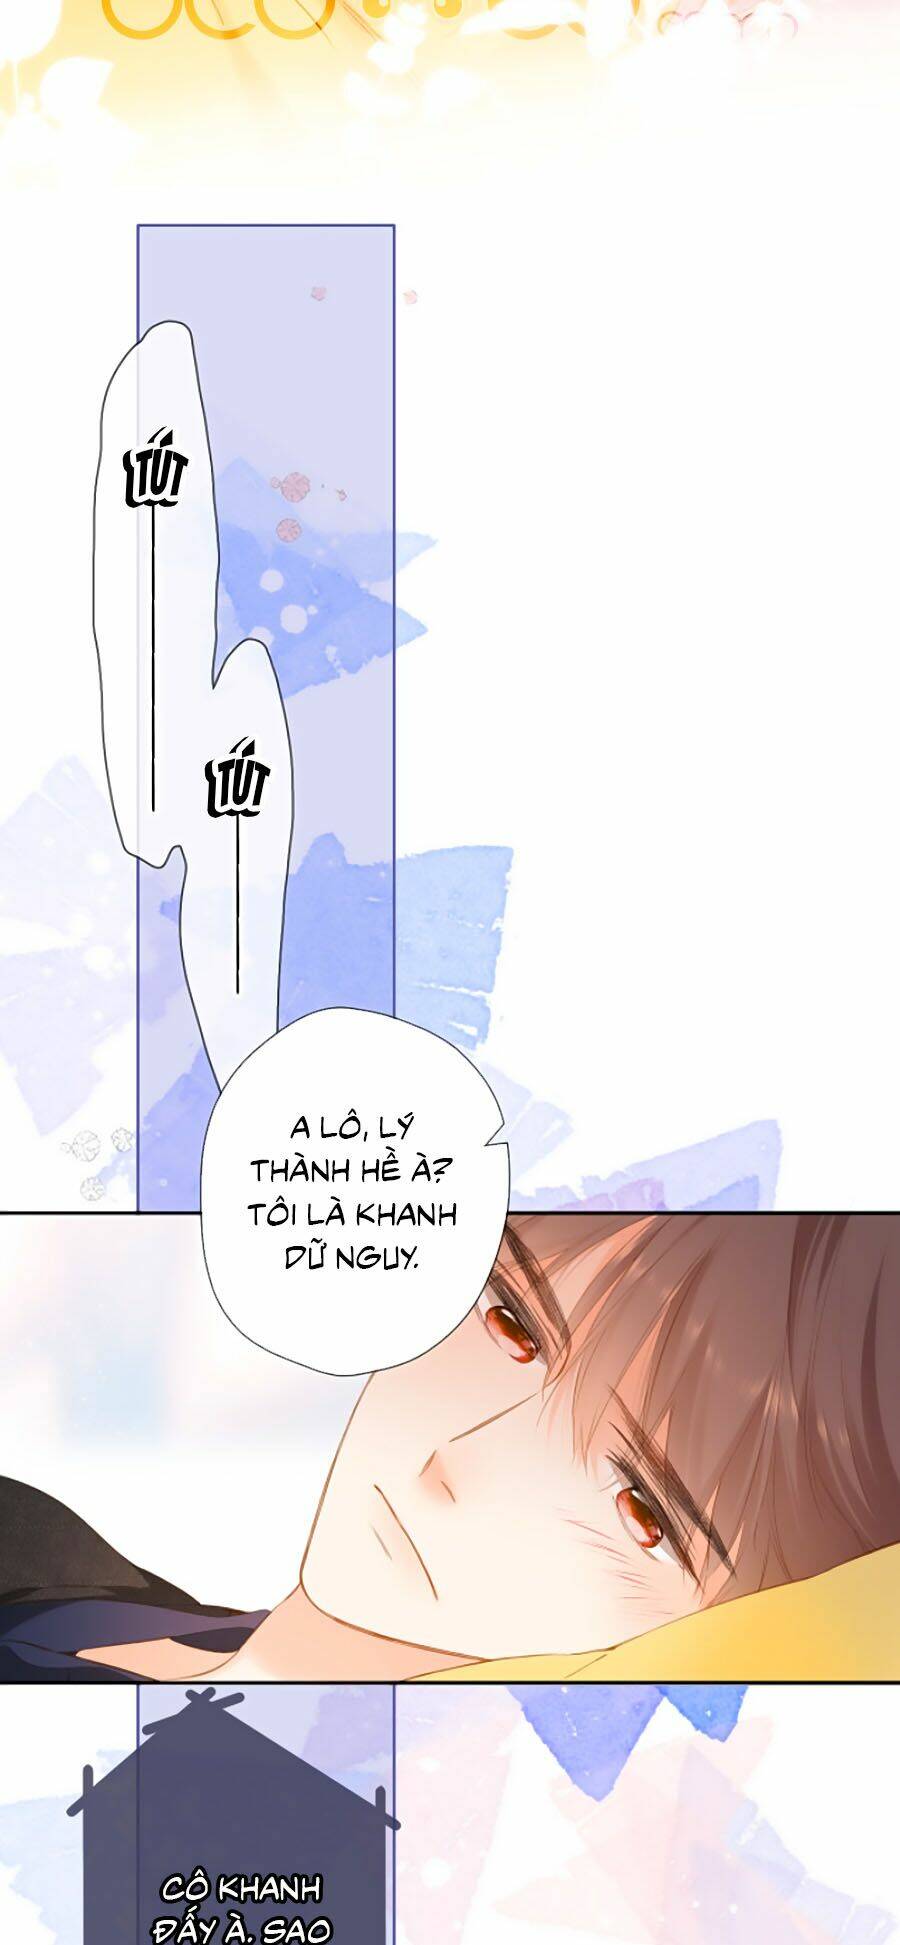 TÚT
TÚT
A LÔ, LÝ
THÀNH HỀ À?
TÔI LÀ KHANH
DỮ NGUY.
CÔ KHANH
ĐẤY À. SAO